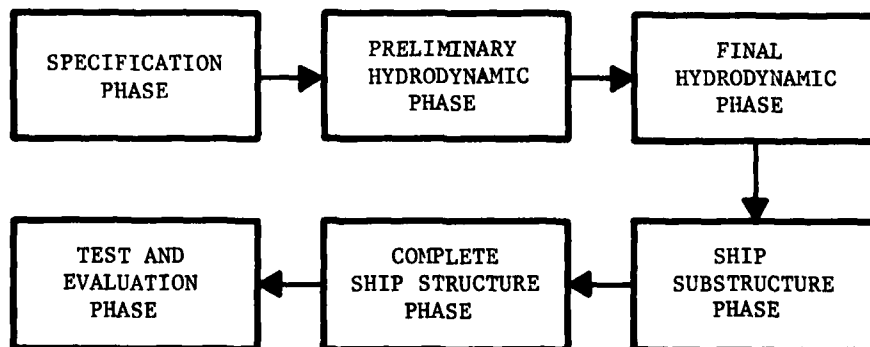 SPECIFICATION
PHASE
PRELIMINARY
HYDRODYNAMIC
PHASE
FINAL
HYDRODYNAMIC
PHASE
SHIP
SUBSTRUCTURE
PHASE
COMPLETE
SHIP STRUCTURE
PHASE
TEST AND
EVALUATION
PHASE